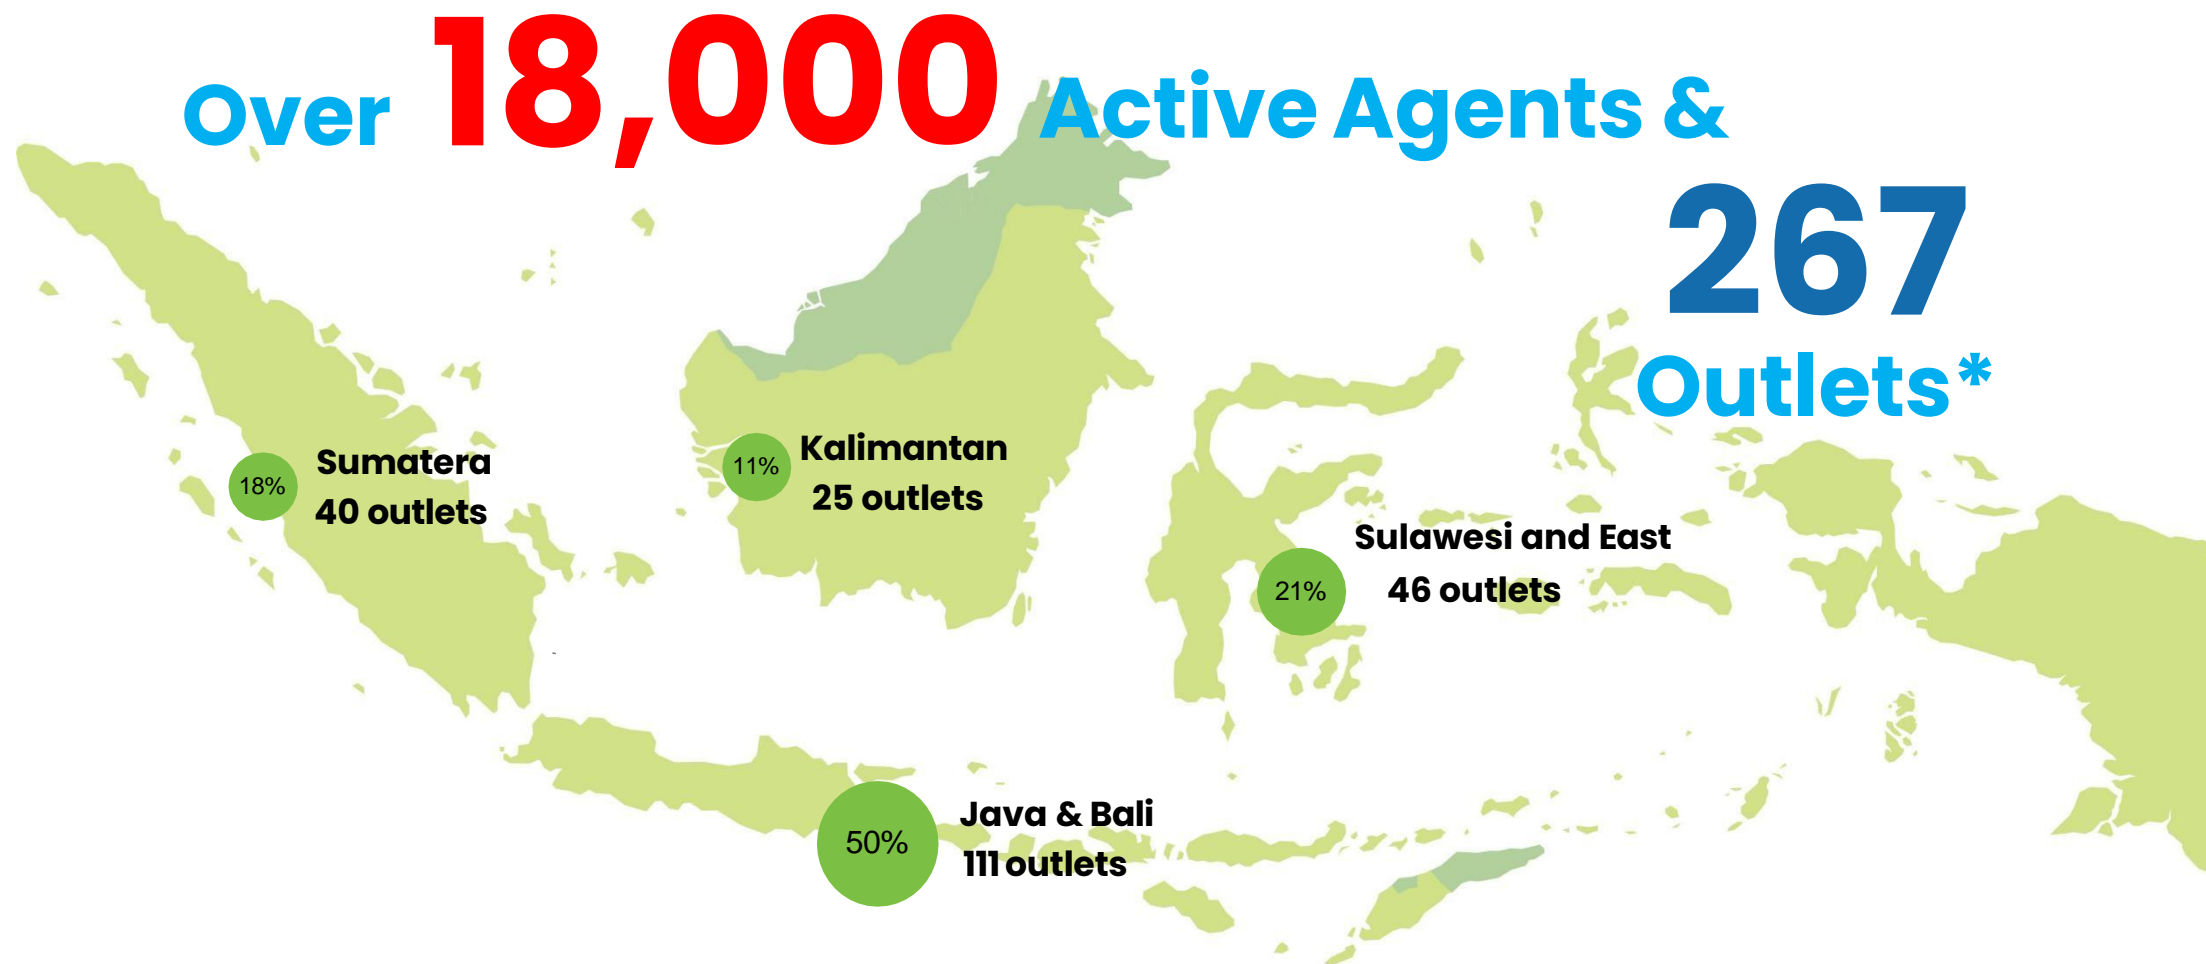 Over 18,000 Active Agents &
267
Outlets*
Sumatera
18%
40 outlets
Kalimantan
11%
25 outlets
Sulawesi and East
21%
46 outlets
Java & Bali
50%
111 outlets